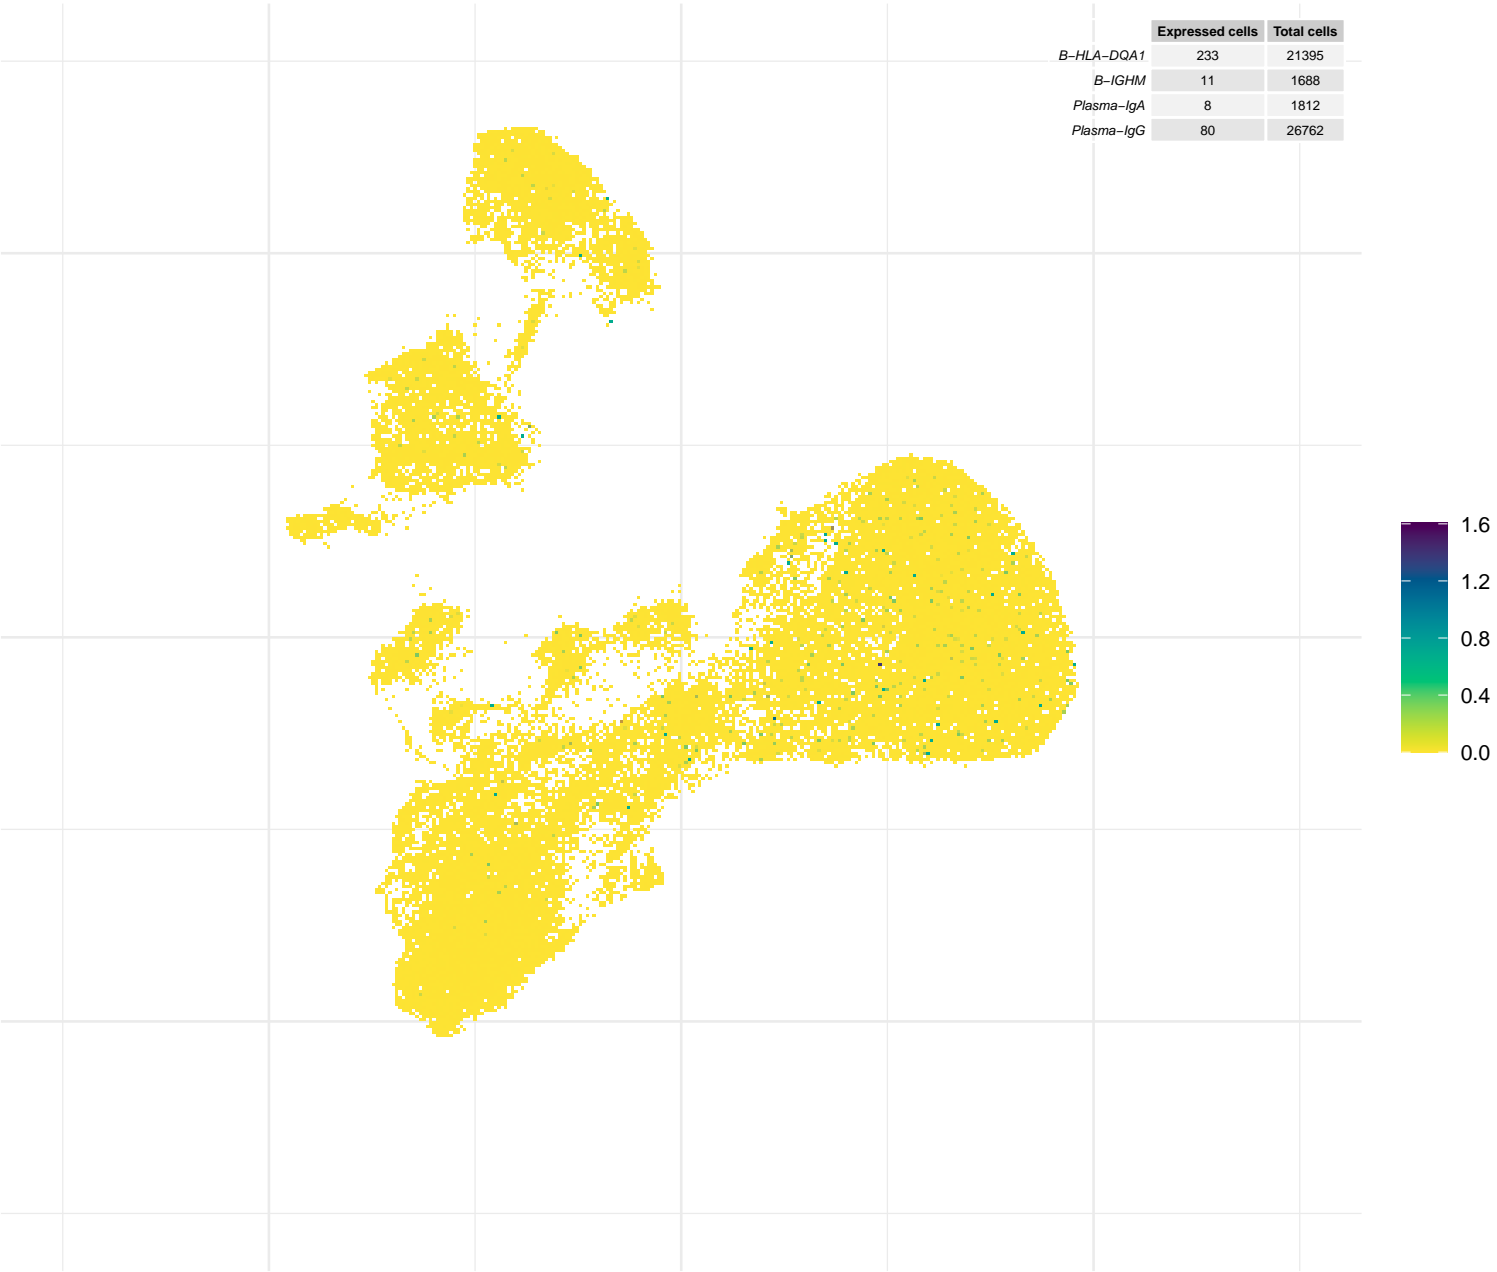 Expressed cells Total cells
B−HLA−DQA1 233 21395
B−IGHM 11 1688
Plasma−IgA 8 1812
Plasma−IgG 80 26762
1.6
1.2
0.8
0.4
0.0